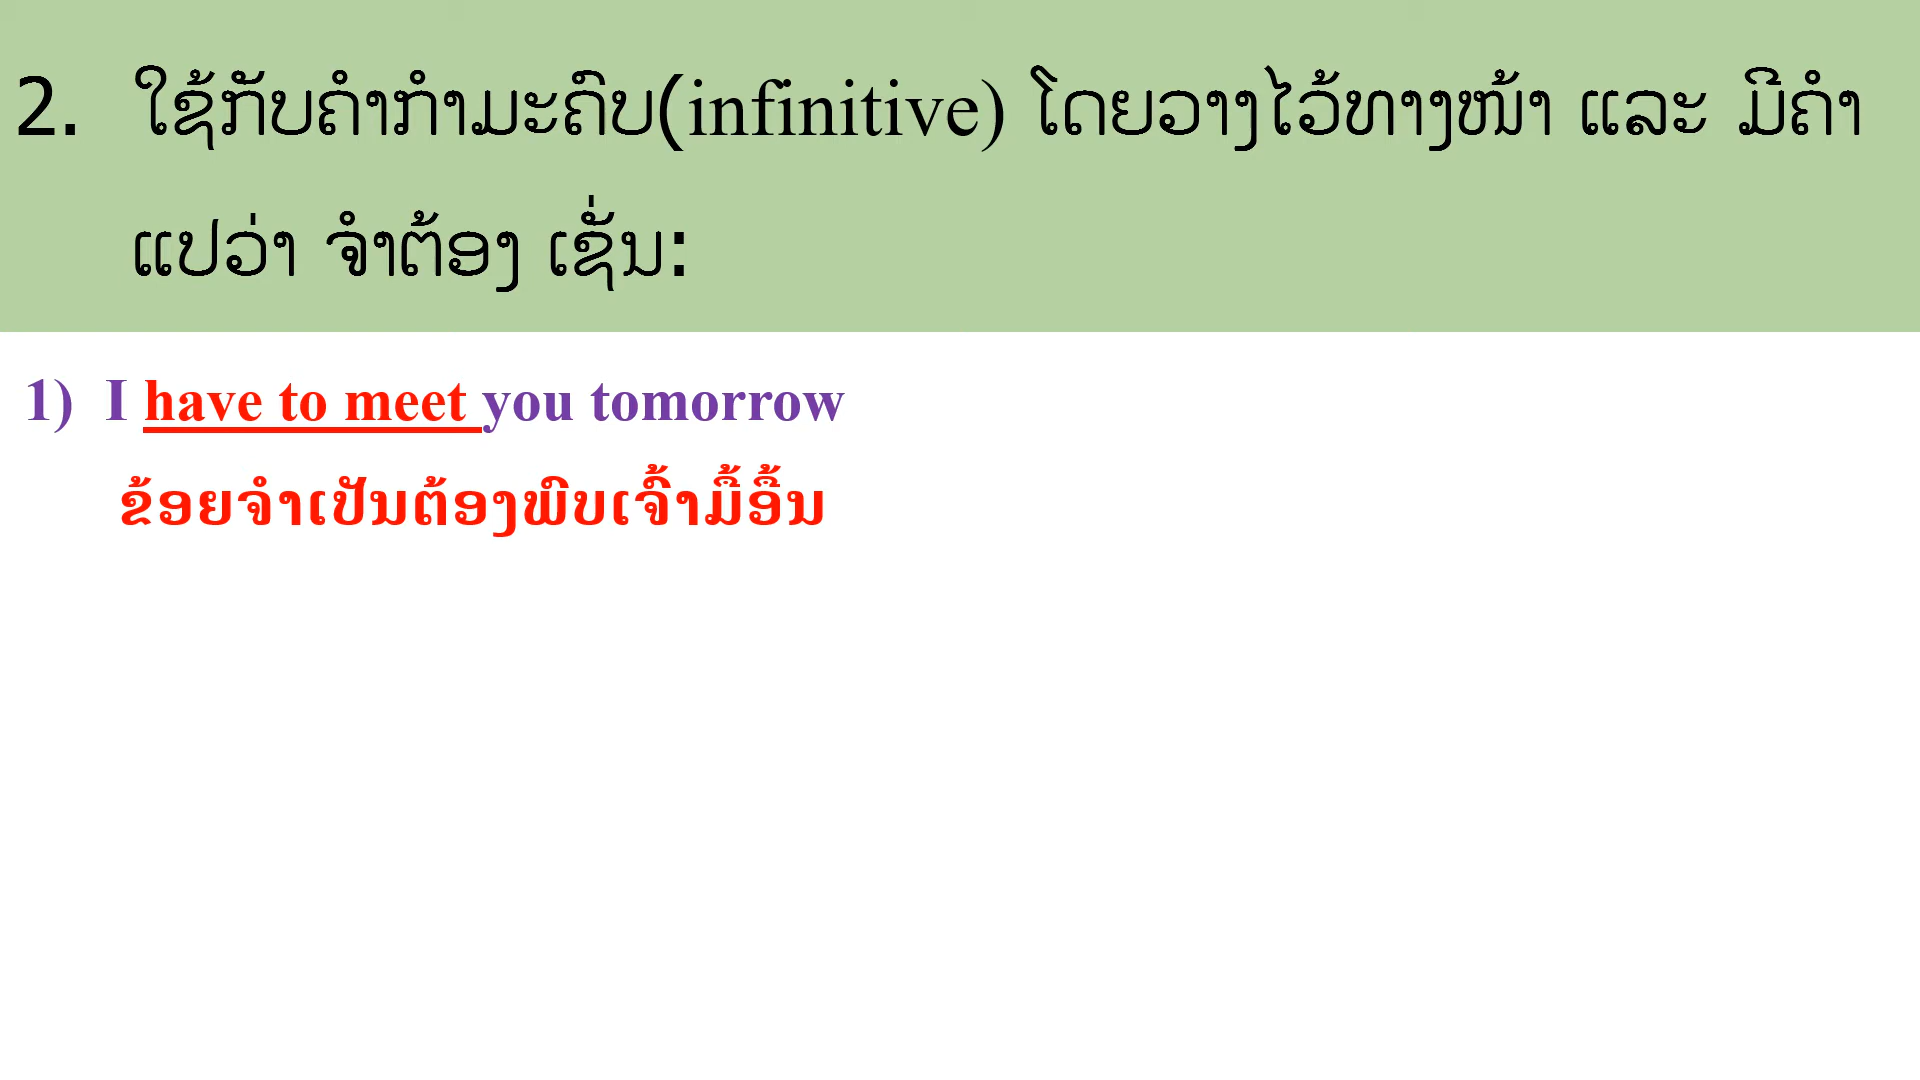 2. ໃຊ້ກັບຄຳກຳມະຄົບ(infinitive) ໂດຍວາງໄວ້ທາງໜ້າ ແລະ ມີຄຳ
ແປວ່າ ຈຳຕ້ອງ ເຊັ່ນ:
1) I have to meet you tomorrow
ຂ້ອຍຈຳເປັນຕ້ອງພົບເຈົ້າມື້ອື້ນ